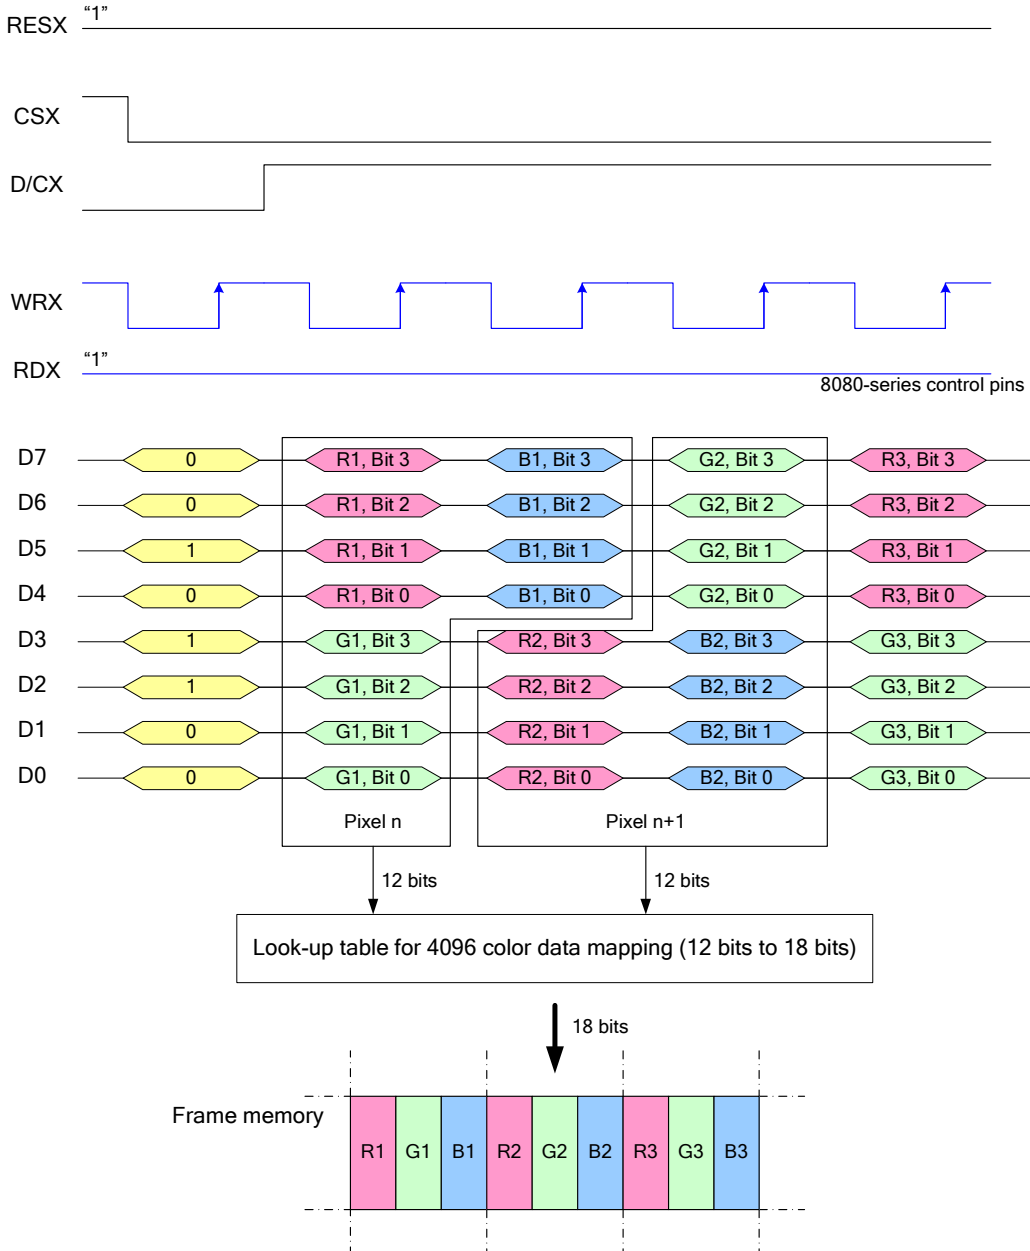 RESX “1”
CSX
D/CX
WRX
RDX “1”
8080-series control pins
D7 0 R1, Bit 3 B1, Bit 3 G2, Bit 3 R3, Bit 3
D6 0 R1, Bit 2 B1, Bit 2 G2, Bit 2 R3, Bit 2
D5 1 R1, Bit 1 B1, Bit 1 G2, Bit 1 R3, Bit 1
D4 0 R1, Bit 0 B1, Bit 0 G2, Bit 0 R3, Bit 0
D3 1 G1, Bit 3 R2, Bit 3 B2, Bit 3 G3, Bit 3
D2 1 G1, Bit 2 R2, Bit 2 B2, Bit 2 G3, Bit 2
D1 0 G1, Bit 1 R2, Bit 1 B2, Bit 1 G3, Bit 1
D0 0 G1, Bit 0 R2, Bit 0 B2, Bit 0 G3, Bit 0
Pixel n Pixel n+1
12 bits 12 bits
Look-up table for 4096 color data mapping (12 bits to 18 bits)
18 bits
Frame memory
R1 G1 B1 R2 G2 B2 R3 G3 B3